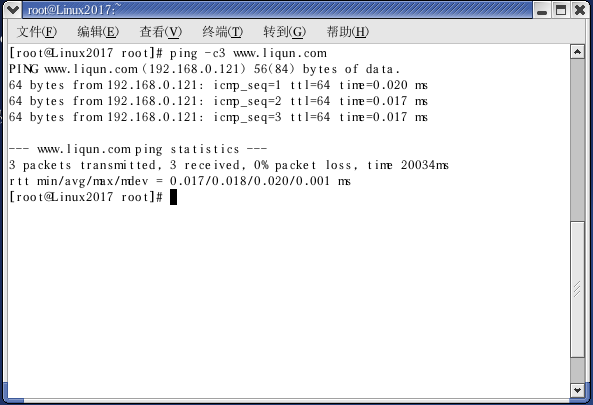 root@Linux2017:~
文件(F) 编辑(E) 查看(V) 终端(T) 转到(G) 帮助(H)
[root@Linux2017 root]# ping -c3 www.liqun.com
PING www.liqun.com (192.168.0.121) 56(84) bytes of data.
64 bytes from 192.168.0.121: icmp_seq=1 ttl=64 time=0.020 ms
64 bytes from 192.168.0.121: icmp_seq=2 ttl=64 time=0.017 ms
64 bytes from 192.168.0.121: icmp_seq=3 ttl=64 time=0.017 ms
--- www.liqun.com ping statistics ---
3 packets transmitted, 3 received, 0% packet loss, time 20034ms
rtt min/avg/max/mdev = 0.017/0.018/0.020/0.001 ms
[root@Linux2017 root]#